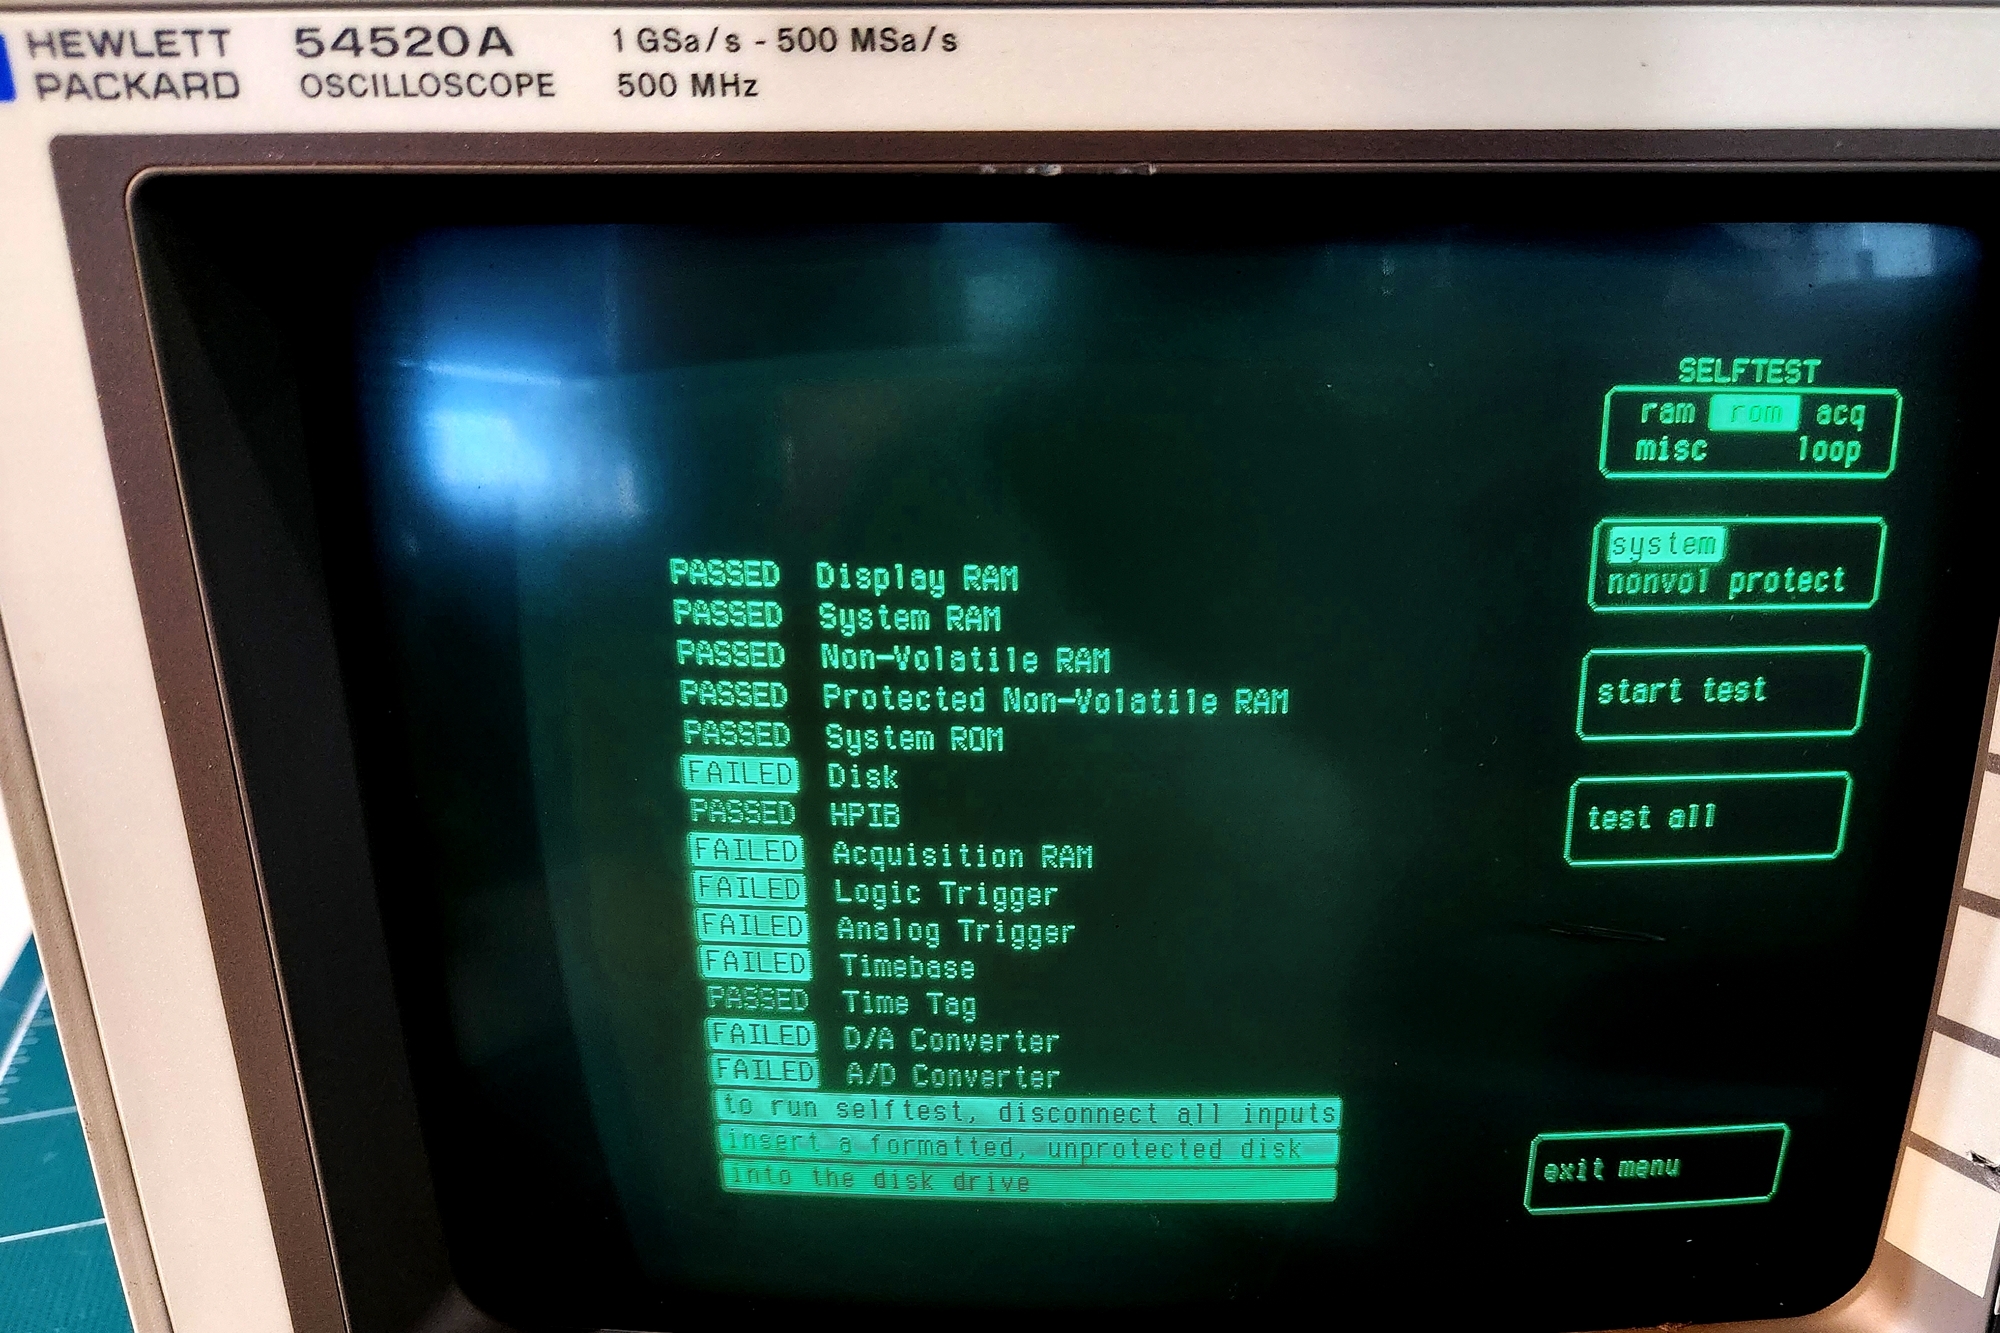 HEWLETT PACKARD
54520A OSCILLOSCOPE
1 GSa/s - 500 MSa/s
500 MHz
SELFTEST
ram rom acq
misc loop
system
nonvol protect
start test
test all
PASSED Display RAM
PASSED System RAM
PASSED Non-Volatile RAM
PASSED Protected Non-Volatile RAM
PASSED System ROM
FAILED Disk
PASSED HPIB
FAILED Acquisition RAM
FAILED Logic Trigger
FAILED Analog Trigger
FAILED Timebase
PASSED Time Tag
FAILED D/A Converter
FAILED A/D Converter
to run selftest, disconnect all inputs
insert a formatted, unprotected disk
into the disk drive
exit menu